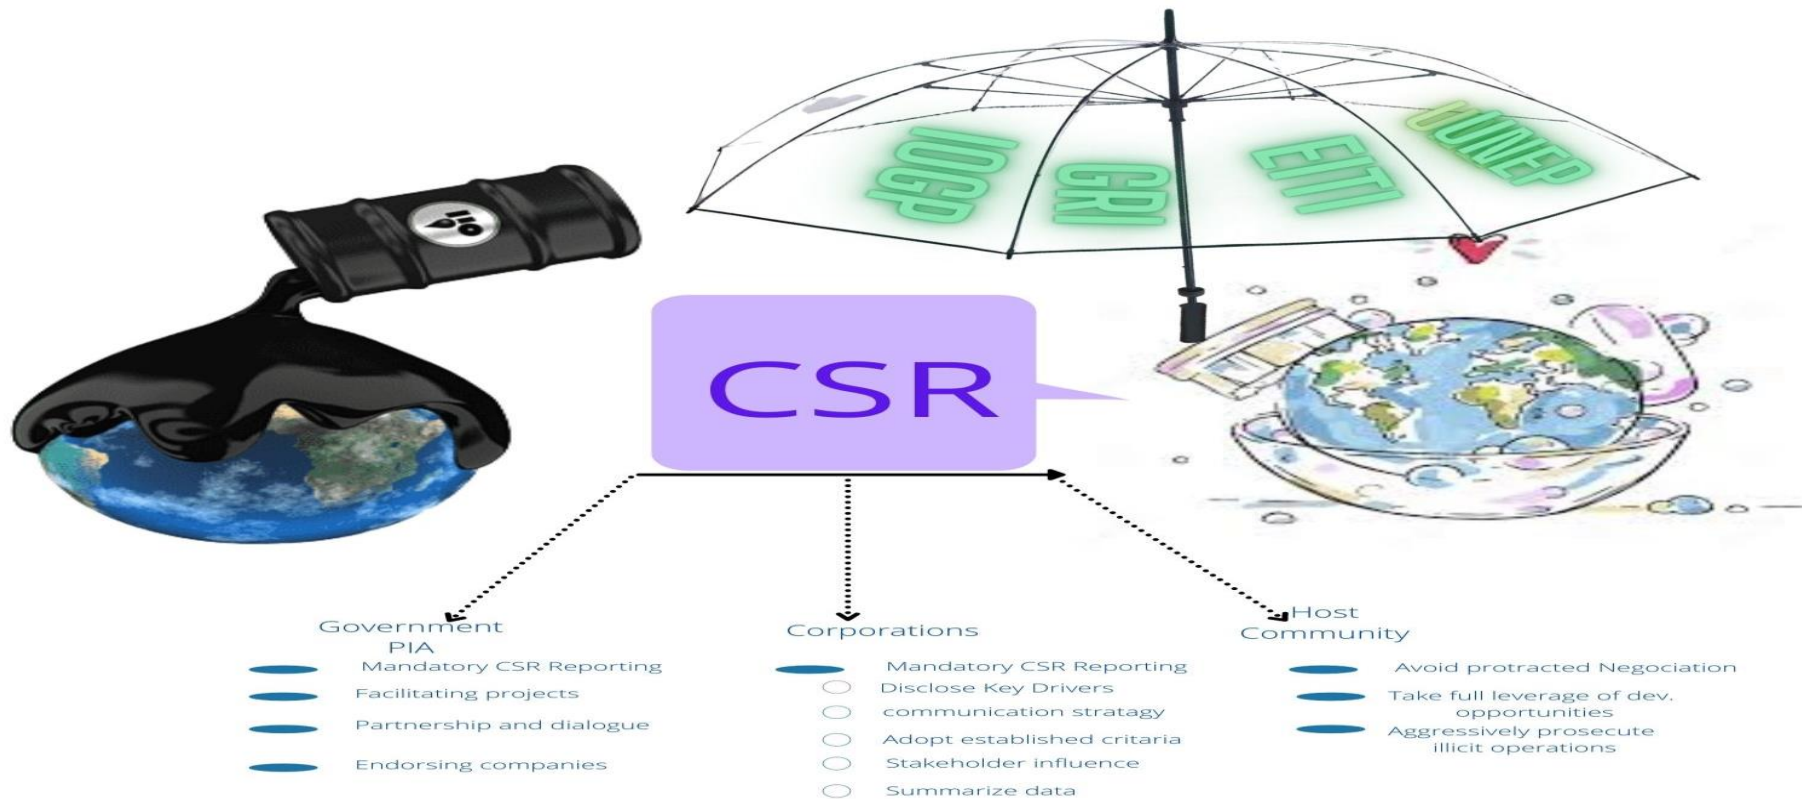 IOGP
GRI
EITI
UNEP
oil
CSR
Government
PIA
Mandatory CSR Reporting
Facilitating projects
Partnership and dialogue
Endorsing companies
Corporations
Mandatory CSR Reporting
Disclose Key Drivers
communication stratagy
Adopt established critaria
Stakeholder influence
Summarize data
Host
Community
Avoid protracted Negociation
Take full leverage of dev.
opportunities
Aggressively prosecute
illicit operations